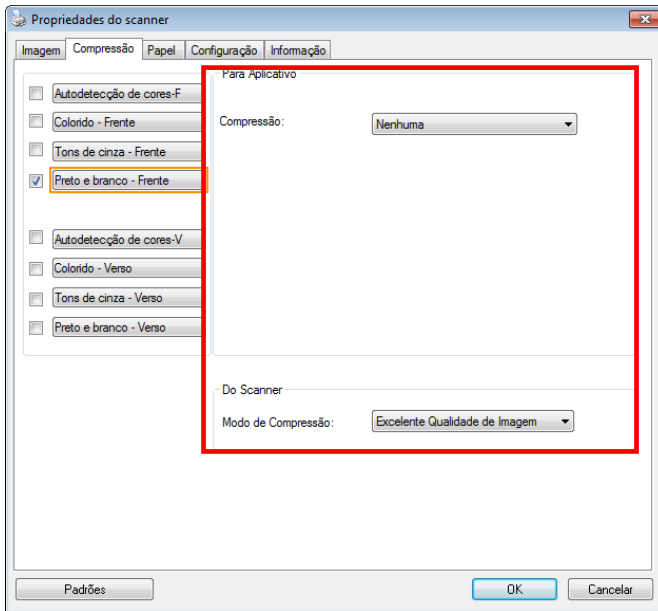 Propriedades do scanner
Imagem Compressão Papel Configuração Informação
Autodetecção de cores-F
Colorido - Frente
Tons de cinza - Frente
Preto e branco - Frente
Autodetecção de cores-V
Colorido - Verso
Tons de cinza - Verso
Preto e branco - Verso
Para Aplicativo
Compressão: Nenhuma
Do Scanner
Modo de Compressão: Excelente Qualidade de Imagem
Padrões OK Cancelar